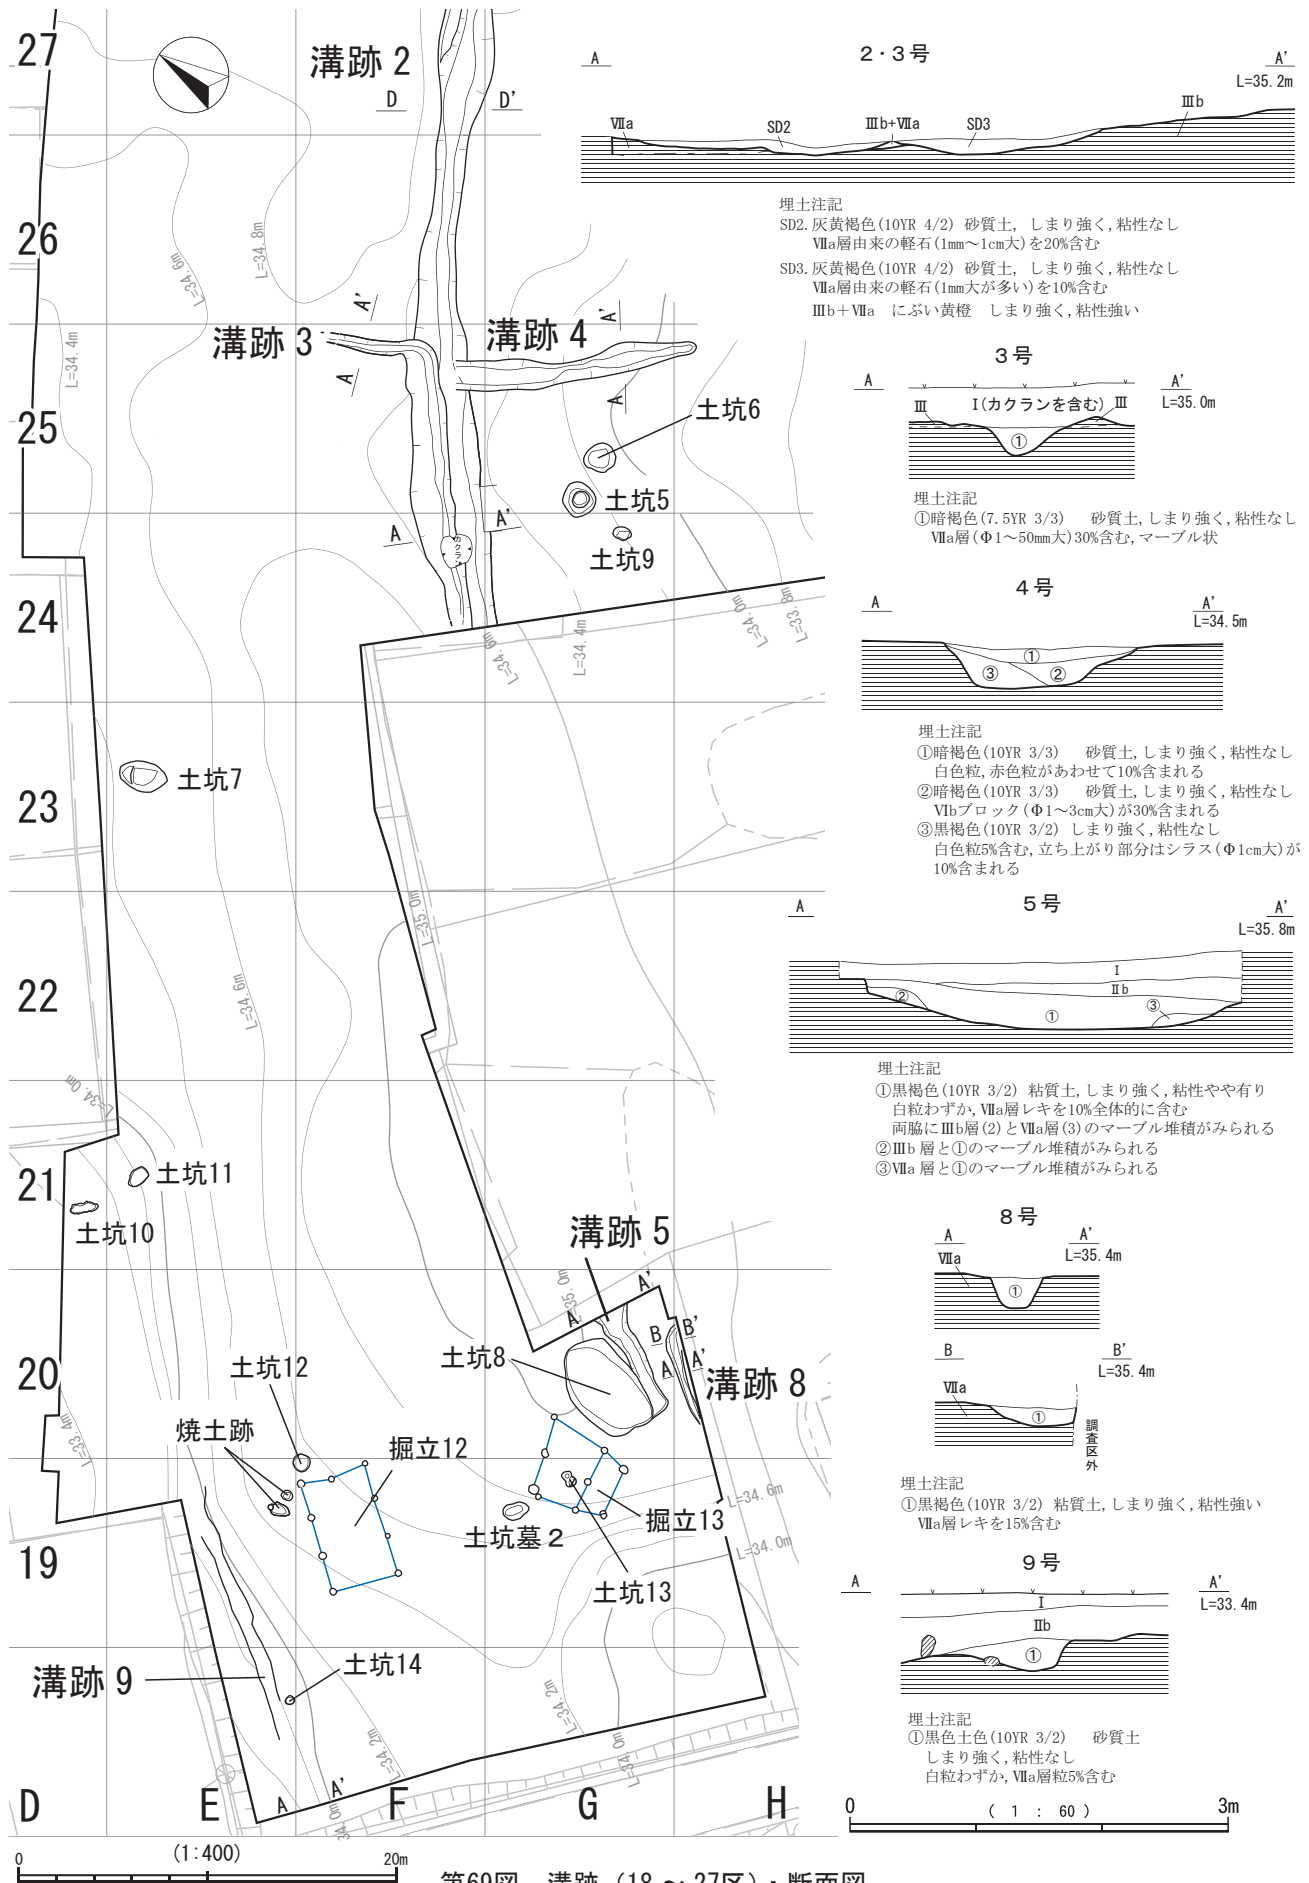 27
溝跡 2
D
D'
26
L=34.6m
L=34.8m
L=34.4m
A'
溝跡 3
A
溝跡 4
A'
A
25
土坑6
土坑5
土坑9
A
A'
カクラン
24
L=34.6m
L=34.4m
L=34.0m
L=33.8m
土坑7
23
L=35.0m
22
L=34.6m
L=34.0m
21
土坑11
土坑10
溝跡 5
L=35.0m
A
A'
B
B'
A
A'
20
土坑12
土坑8
溝跡 8
焼土跡
掘立12
L=33.4m
L=34.6m
土坑墓 2
掘立13
L=34.0m
19
土坑13
溝跡 9
土坑14
L=34.2m
L=34.2m
L=34.0m
34.0m
A
A'
D
E
F
G
H
(1:400)
0
20m
2・3号
A
A'
L=35.2m
Ⅶa
SD2
Ⅲb+Ⅶa
SD3
Ⅲb
埋土注記
SD2. 灰黄褐色(10YR 4/2) 砂質土, しまり強く, 粘性なし
Ⅶa層由来の軽石(1mm～1cm大)を20%含む
SD3. 灰黄褐色(10YR 4/2) 砂質土, しまり強く, 粘性なし
Ⅶa層由来の軽石(1mm大が多い)を10%含む
Ⅲb＋Ⅶa にぶい黄橙 しまり強く, 粘性強い
3号
A
A'
L=35.0m
Ⅲ
Ⅰ(カクランを含む)
Ⅲ
①
埋土注記
①暗褐色(7.5YR 3/3) 砂質土, しまり強く, 粘性なし
Ⅶa層(Φ1～50mm大)30%含む, マーブル状
4号
A
A'
L=34.5m
①
③
②
埋土注記
①暗褐色(10YR 3/3) 砂質土, しまり強く, 粘性なし
白色粒, 赤色粒があわせて10%含まれる
②暗褐色(10YR 3/3) 砂質土, しまり強く, 粘性なし
Ⅵbブロック(Φ1～3cm大)が30%含まれる
③黒褐色(10YR 3/2) しまり強く, 粘性なし
白色粒5%含む, 立ち上がり部分はシラス(Φ1cm大)が
10%含まれる
5号
A
A'
L=35.8m
Ⅰ
Ⅱb
②
①
③
埋土注記
①黒褐色(10YR 3/2) 粘質土, しまり強く, 粘性やや有り
白粒わずか, Ⅶa層レキを10%全体的に含む
両脇にⅢb層(2)とⅦa層(3)のマーブル堆積がみられる
②Ⅲb 層と①のマーブル堆積がみられる
③Ⅶa 層と①のマーブル堆積がみられる
8号
A
A'
Ⅶa
L=35.4m
①
B
B'
L=35.4m
Ⅶa
①
調査区外
埋土注記
①黒褐色(10YR 3/2) 粘質土, しまり強く, 粘性強い
Ⅶa層レキを15%含む
9号
A
A'
L=33.4m
Ⅰ
Ⅱb
①
埋土注記
①黒色土色(10YR 3/2) 砂質土
しまり強く, 粘性なし
白粒わずか, Ⅶa層粒5%含む
0
( 1 : 60 )
3m
第69図 溝跡 (18 ～ 27区)・断面図